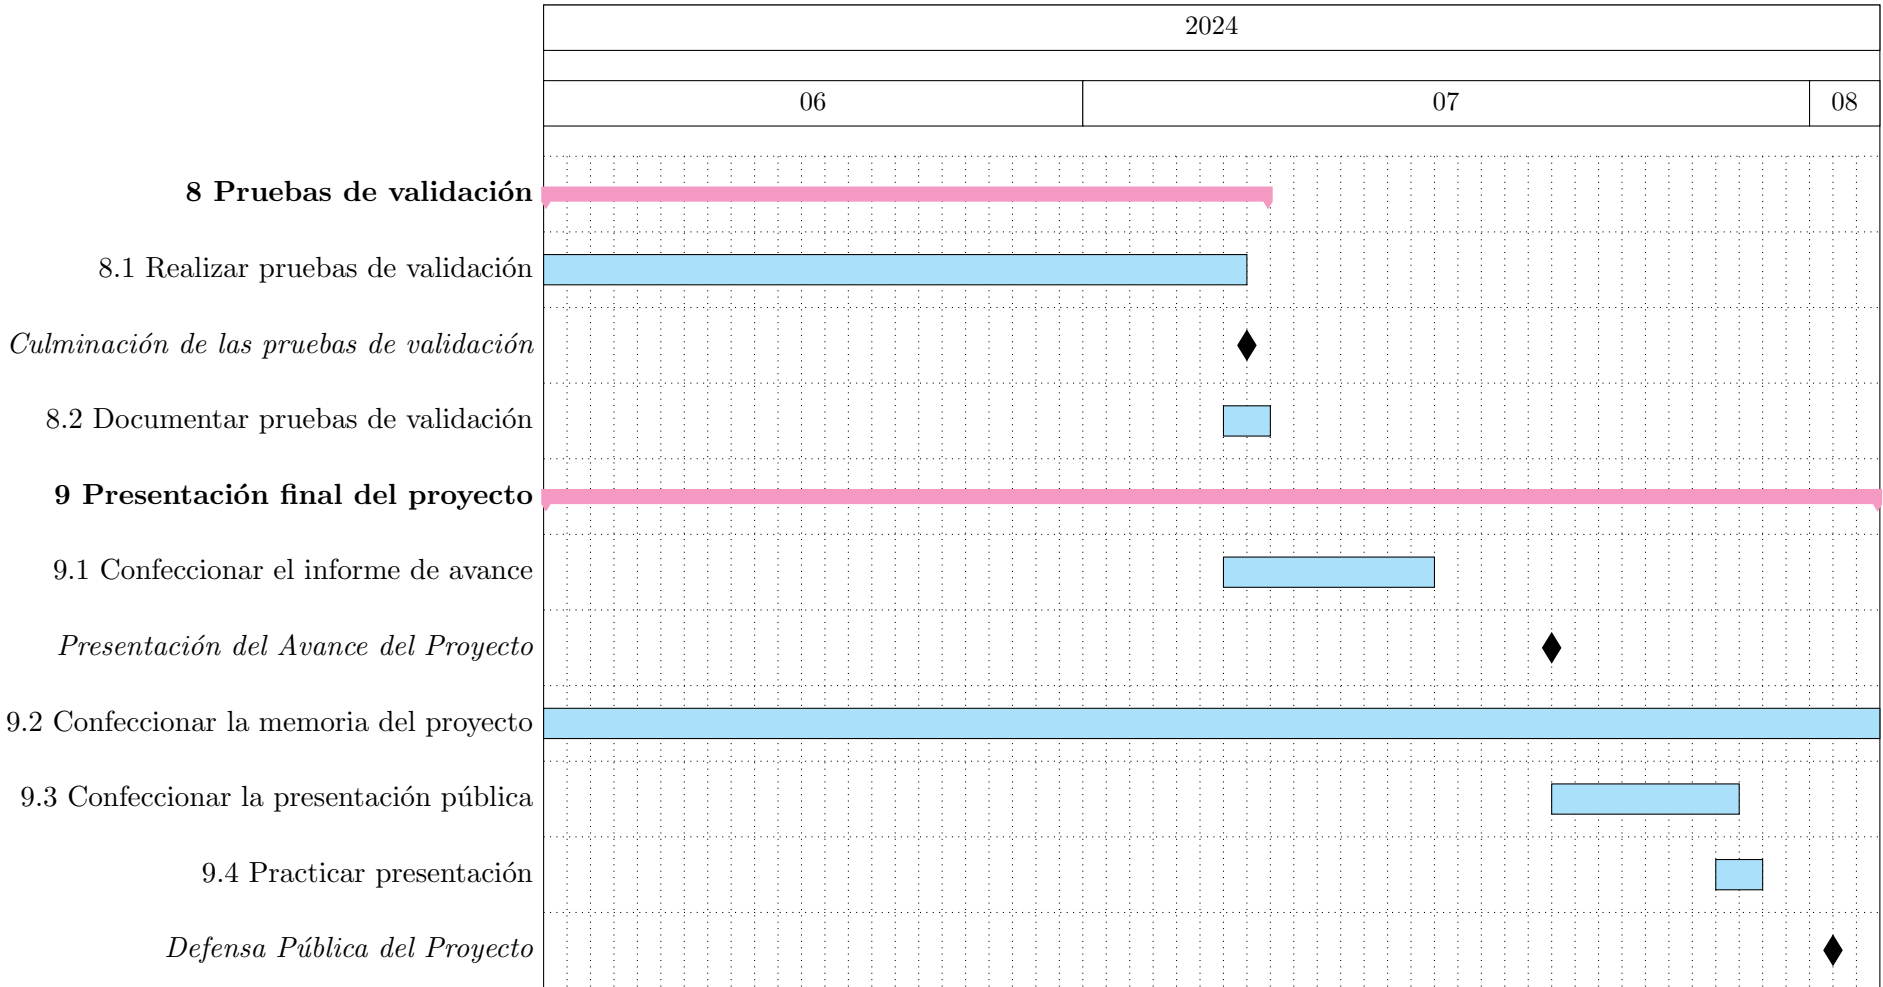 2024
06 07 08
8 Pruebas de validación
8.1 Realizar pruebas de validación
Culminación de las pruebas de validación
8.2 Documentar pruebas de validación
9 Presentación final del proyecto
9.1 Confeccionar el informe de avance
Presentación del Avance del Proyecto
9.2 Confeccionar la memoria del proyecto
9.3 Confeccionar la presentación pública
9.4 Practicar presentación
Defensa Pública del Proyecto